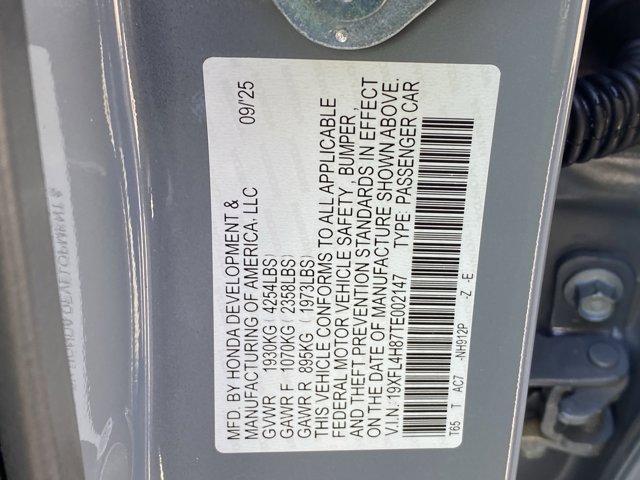 MFD. BY HONDA DEVELOPMENT & 09/'25
MANUFACTURING OF AMERICA, LLC
GVWR 1930KG ( 4254LBS)
GAWR F 1070KG ( 2358LBS)
GAWR R 895KG ( 1973LBS)
THIS VEHICLE CONFORMS TO ALL APPLICABLE
FEDERAL MOTOR VEHICLE SAFETY, BUMPER,
AND THEFT PREVENTION STANDARDS IN EFFECT
ON THE DATE OF MANUFACTURE SHOWN ABOVE.
V.I.N: 19XFL4H87TE002147 TYPE: PASSENGER CAR
T65 T AC7 -NH912P -Z -E